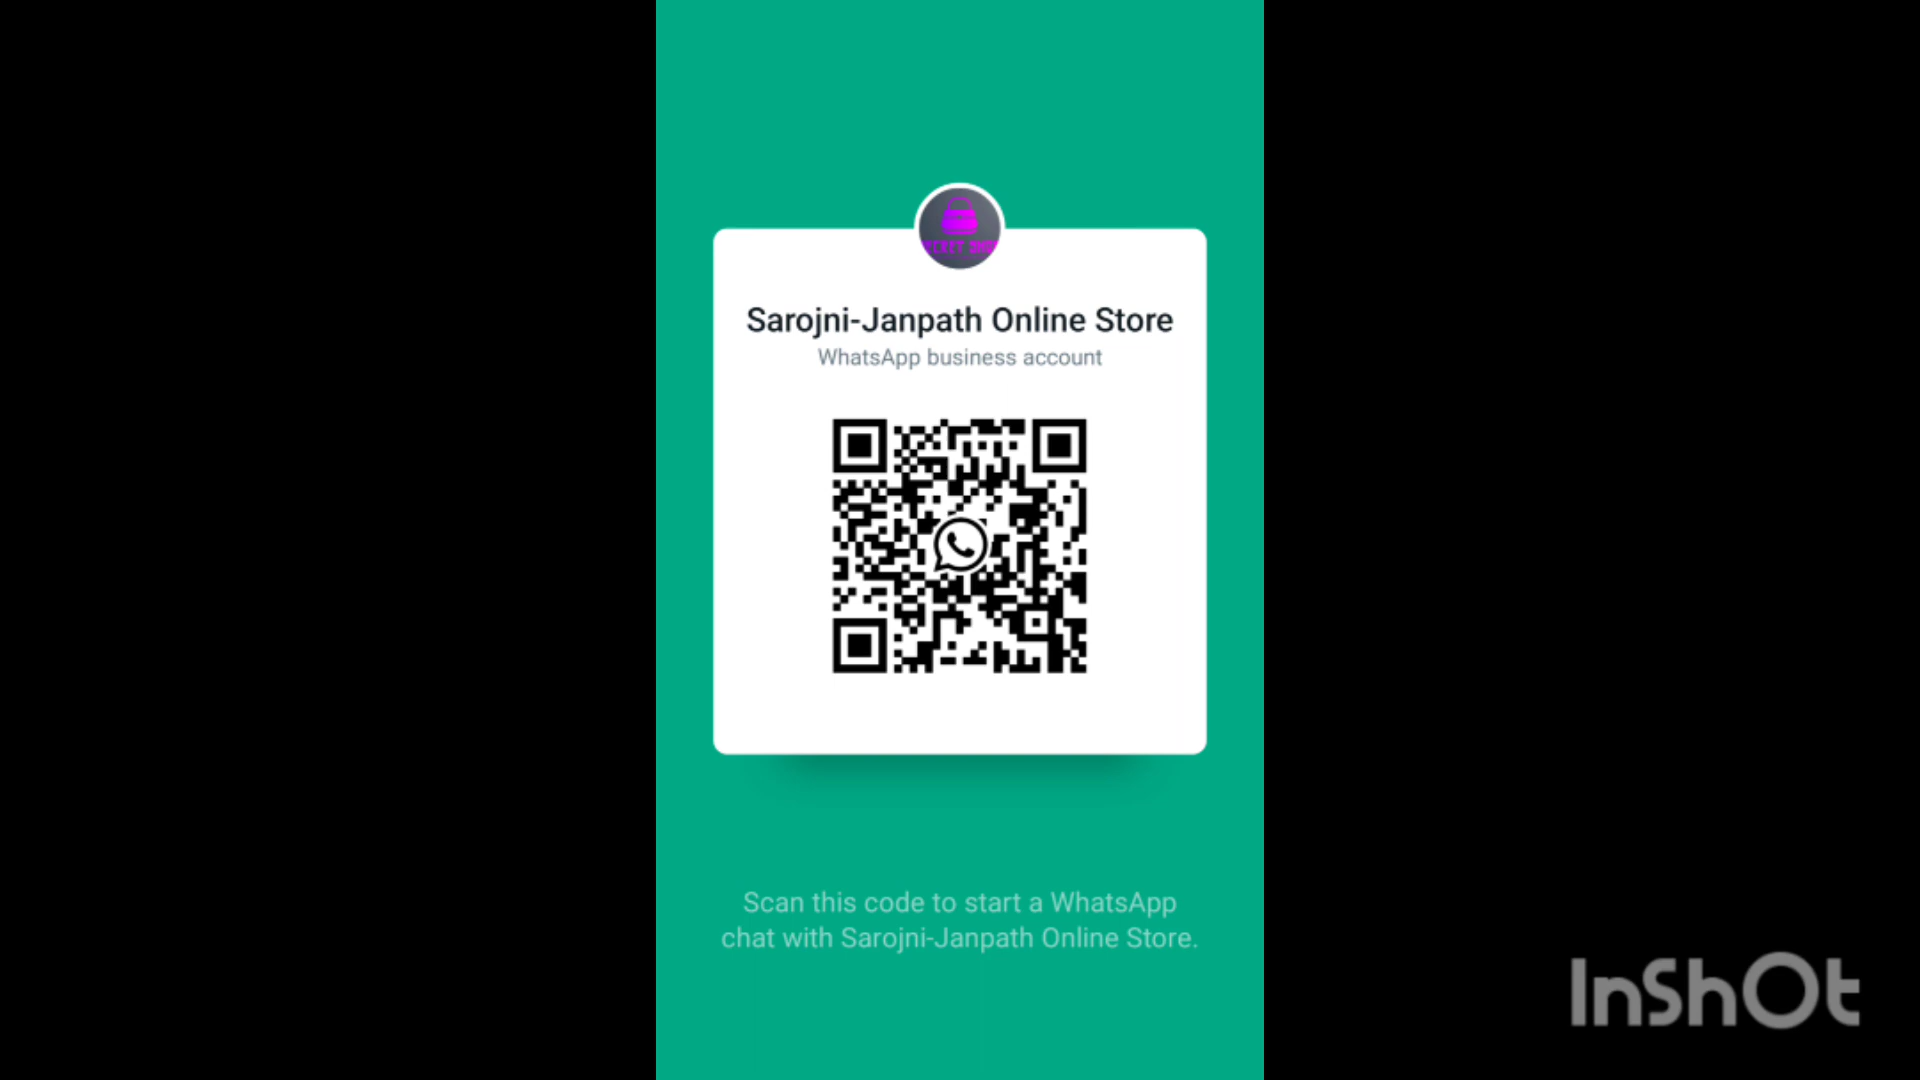 Sarojni-Janpath Online Store
WhatsApp business account
Scan this code to start a WhatsApp
chat with Sarojni-Janpath Online Store.
InShOt